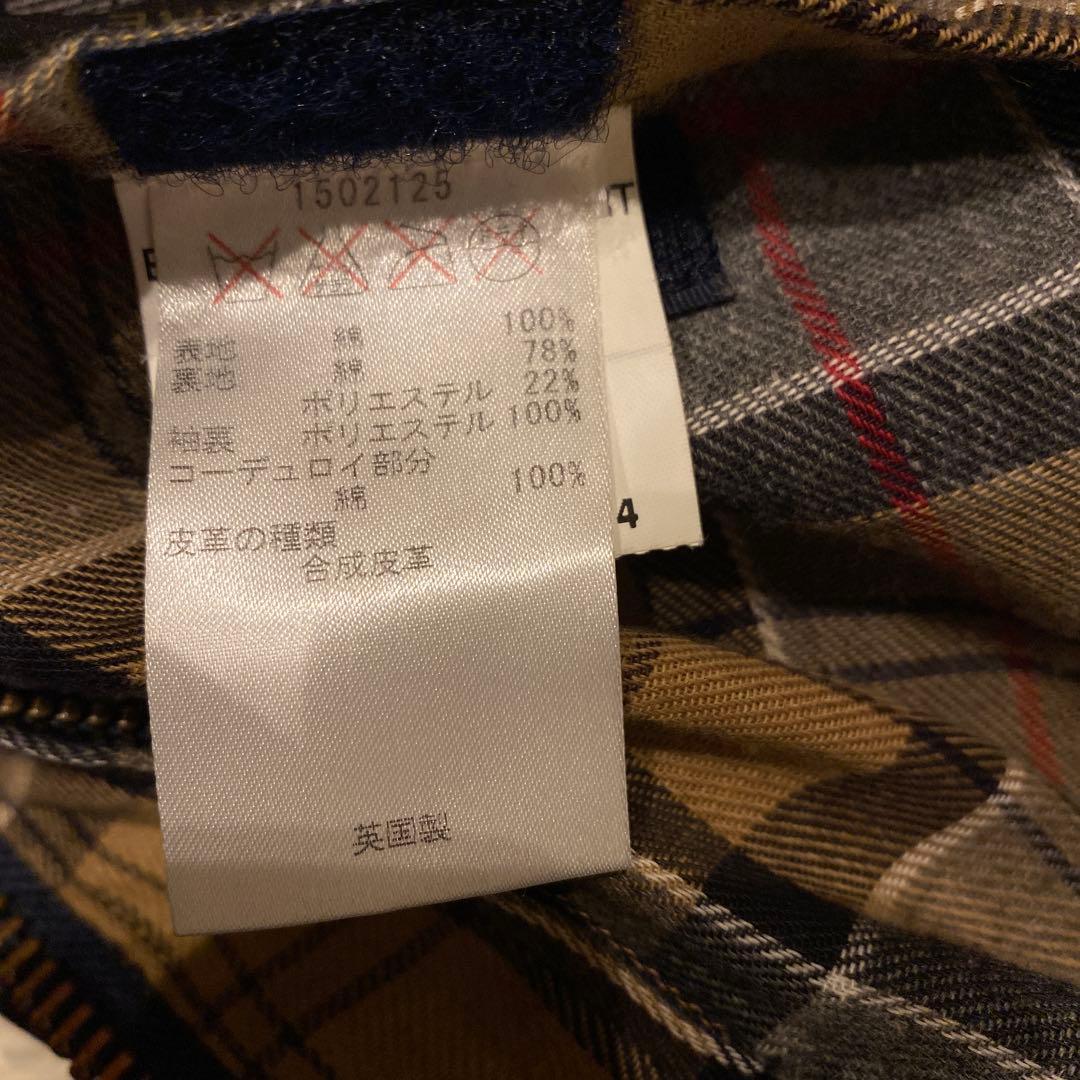 1502125
表地 綿 100%
裏地 綿 78%
ポリエステル 22%
袖裏 ポリエステル 100%
コーデュロイ部分
綿 100%
皮革の種類
合成皮革
英国製
4